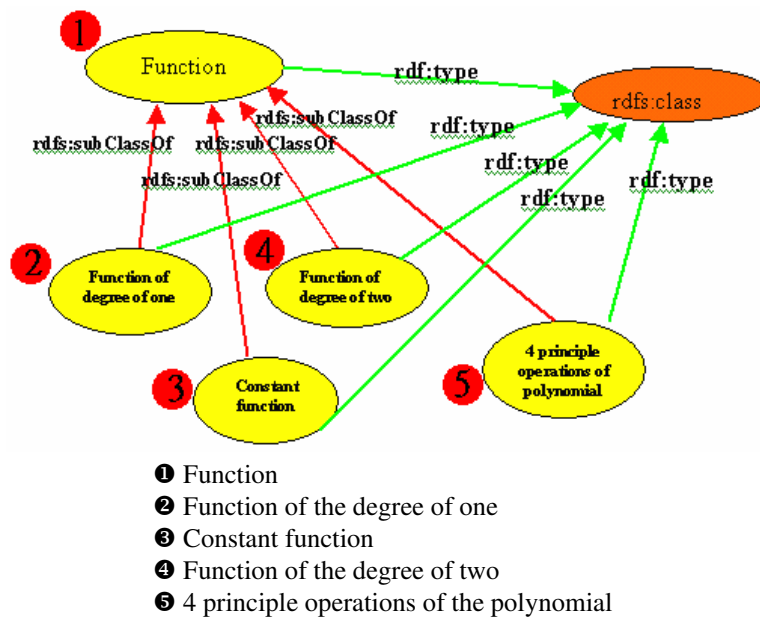 1
Function
rdf:type
rdfs:class
rdfs:subClassOf
rdf:type
rdfs:subClassOf
rdfs:subClassOf
rdf:type
rdfs:subClassOf
rdf:type
rdf:type
2
Function of
degree of one
4
Function of
degree of two
3
Constant
function
5
4 principle
operations of
polynomial
❶ Function
❷ Function of the degree of one
❸ Constant function
❹ Function of the degree of two
❺ 4 principle operations of the polynomial